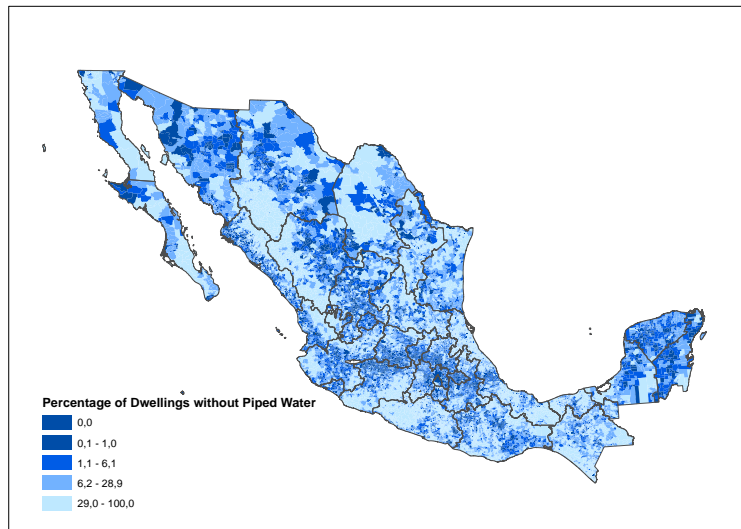 Percentage of Dwellings without Piped Water
0,0
0,1 - 1,0
1,1 - 6,1
6,2 - 28,9
29,0 - 100,0